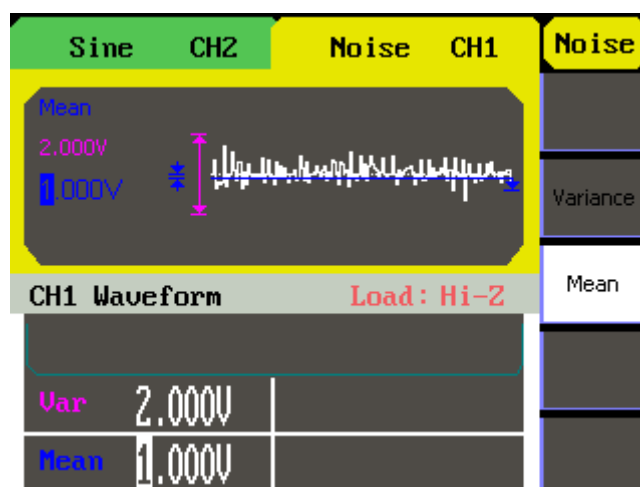 Sine CH2 Noise CH1 Noise
Mean
2.000V
1.000V
Variance
Mean
CH1 Waveform Load: Hi-Z
Var 2.000V
Mean 1.000V